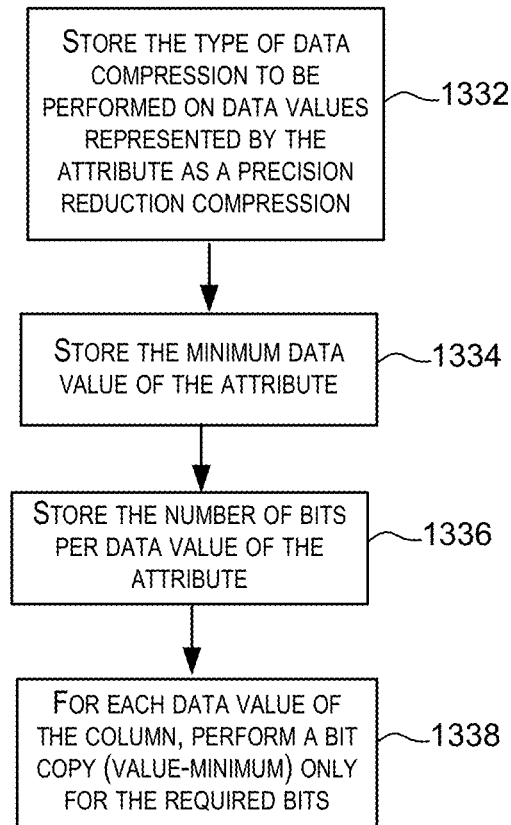 STORE THE TYPE OF DATA
COMPRESSION TO BE
PERFORMED ON DATA VALUES
REPRESENTED BY THE
ATTRIBUTE AS A PRECISION
REDUCTION COMPRESSION
1332
STORE THE MINIMUM DATA
VALUE OF THE ATTRIBUTE
1334
STORE THE NUMBER OF BITS
PER DATA VALUE OF THE
ATTRIBUTE
1336
FOR EACH DATA VALUE OF
THE COLUMN, PERFORM A BIT
COPY (VALUE-MINIMUM) ONLY
FOR THE REQUIRED BITS
1338